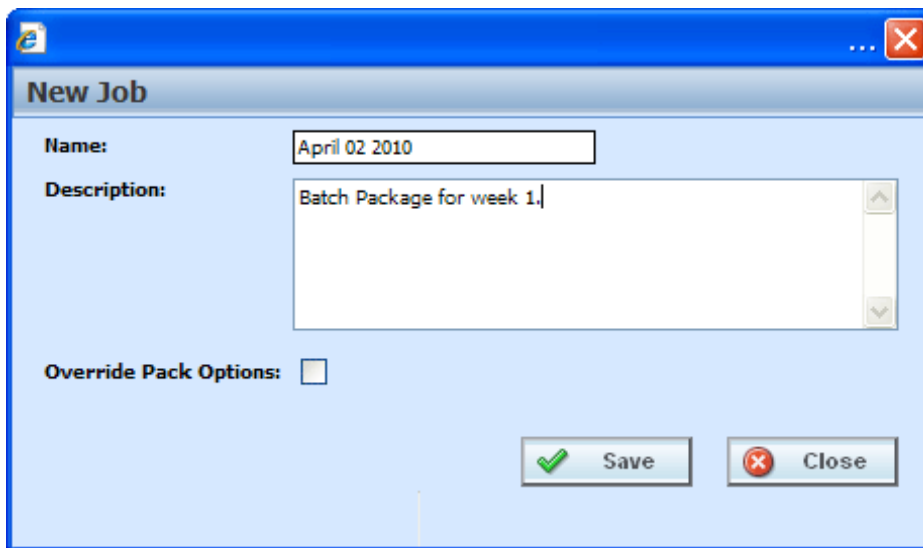 ...
New Job
Name:
April 02 2010
Description:
Batch Package for week 1.
Override Pack Options:
Save
Close